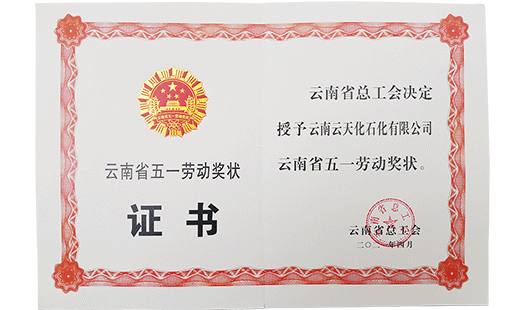 云南省五一劳动奖状
证书
云南省总工会决定
授予云南云天化石化有限公司
云南省五一劳动奖状。
云南省总工会